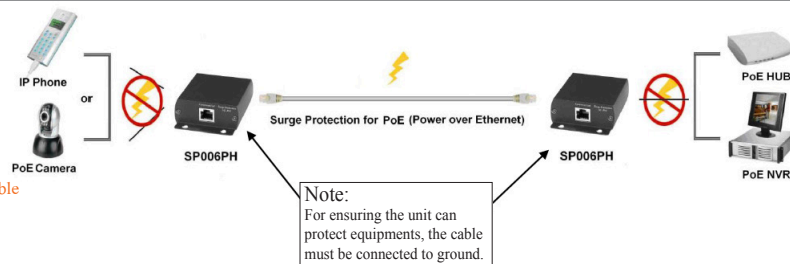 IP Phone
or
PoE Camera
ble
SP006PH
Surge Protection for PoE (Power over Ethernet)
SP006PH
PoE HUB
PoE NVR
Note:
For ensuring the unit can
protect equipments, the cable
must be connected to ground.